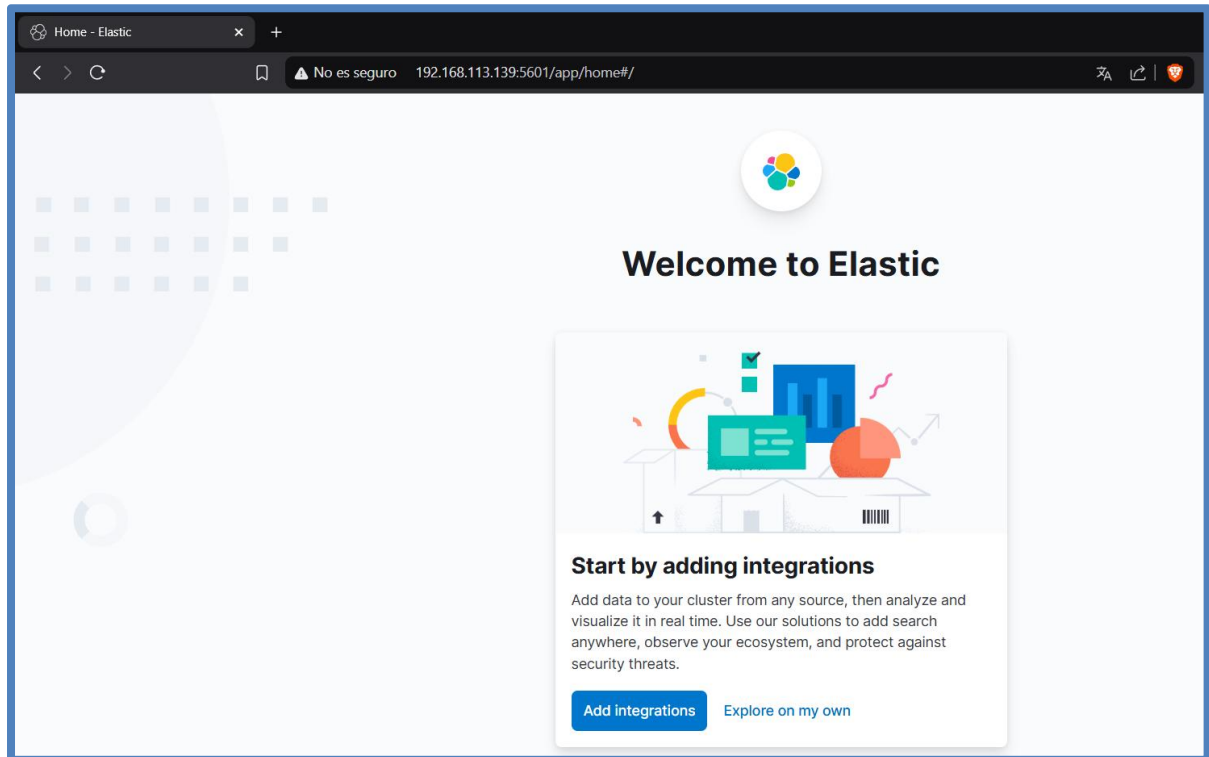 Home - Elastic
No es seguro 192.168.113.139:5601/app/home#/
Welcome to Elastic
Start by adding integrations
Add data to your cluster from any source, then analyze and
visualize it in real time. Use our solutions to add search
anywhere, observe your ecosystem, and protect against
security threats.
Add integrations Explore on my own